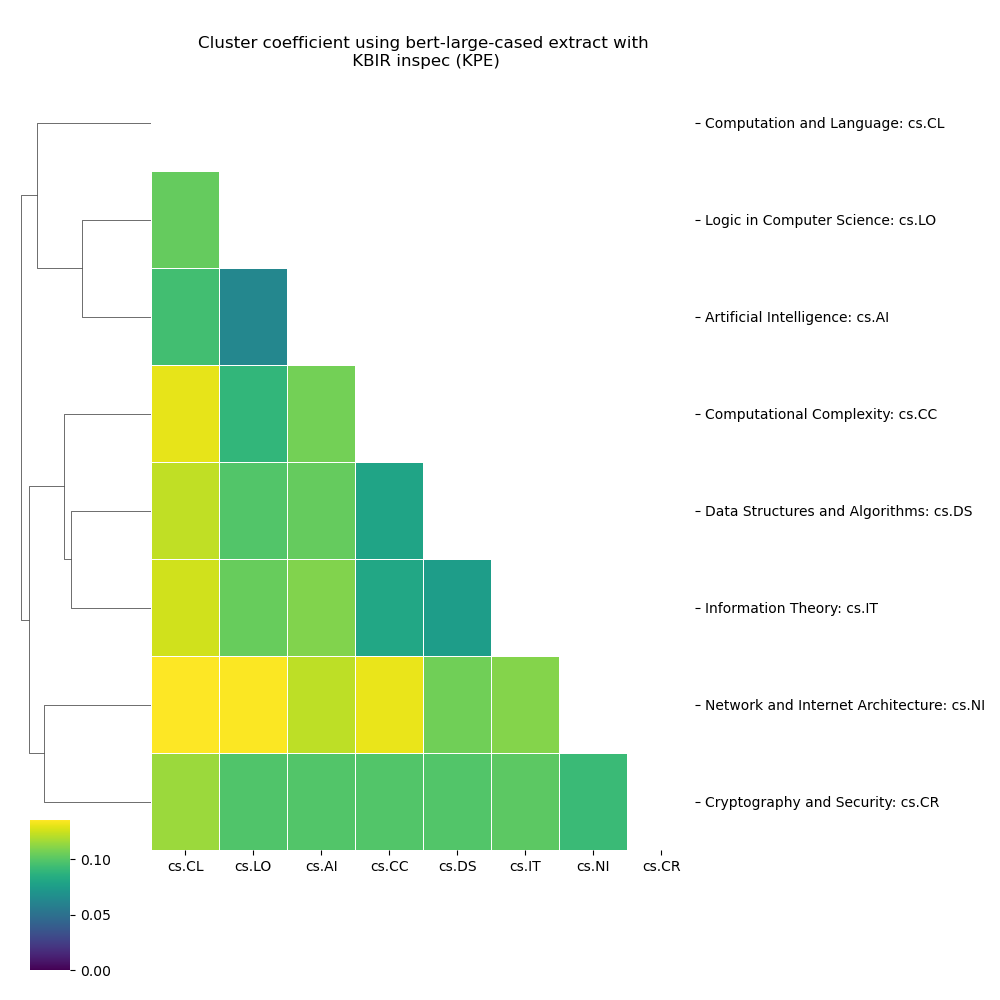 Cluster coefficient using bert-large-cased extract with
KBIR inspec (KPE)
Computation and Language: cs.CL
Logic in Computer Science: cs.LO
Artificial Intelligence: cs.AI
Computational Complexity: cs.CC
Data Structures and Algorithms: cs.DS
Information Theory: cs.IT
Network and Internet Architecture: cs.NI
Cryptography and Security: cs.CR
cs.CL cs.LO cs.AI cs.CC cs.DS cs.IT cs.NI cs.CR
0.10
0.05
0.00